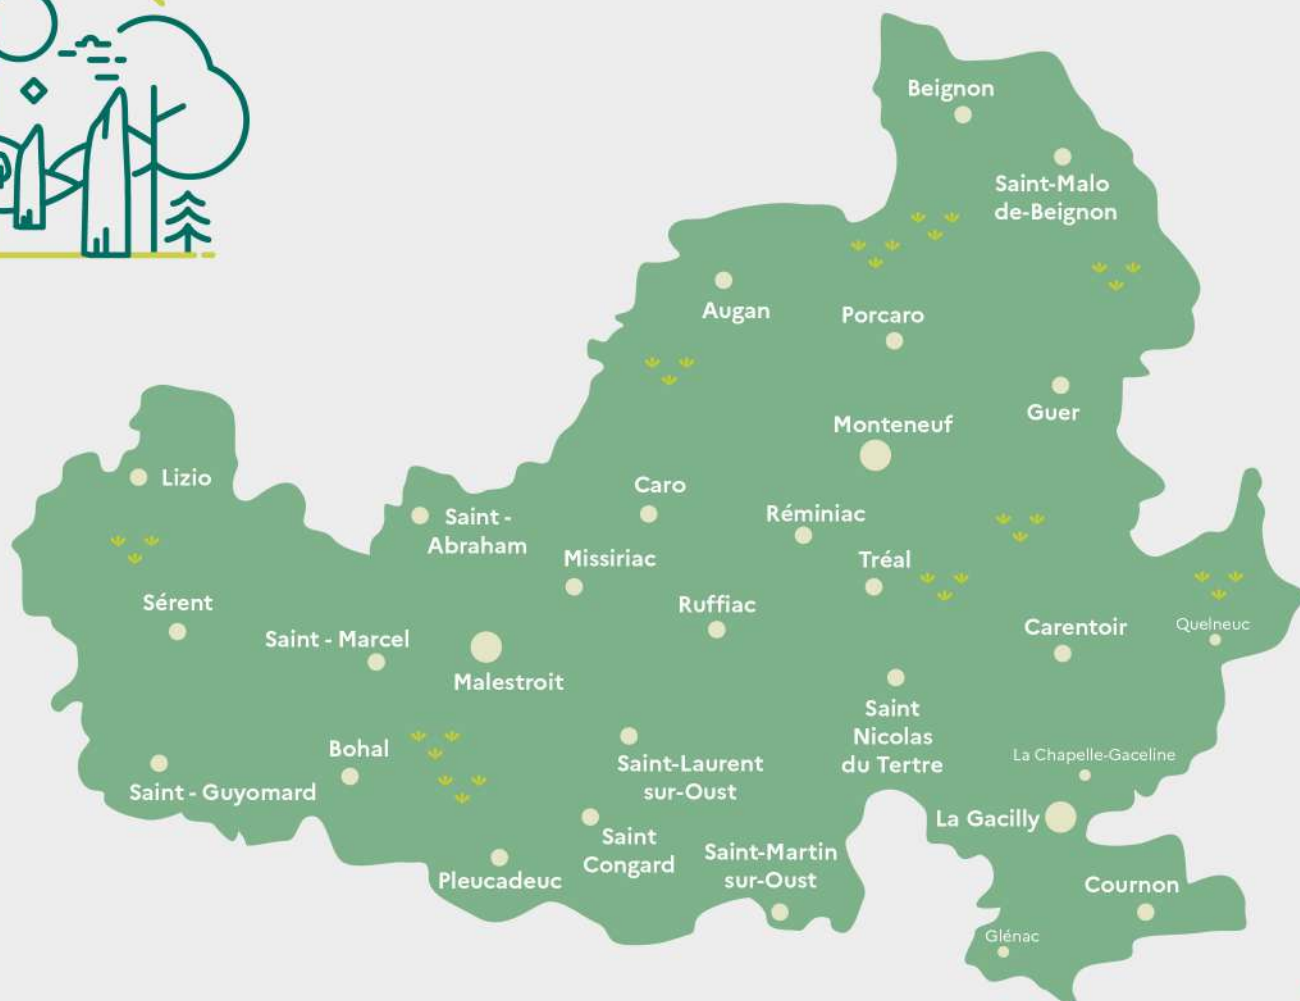 Beignon
Saint-Malo
de-Beignon
Augan
Porcaro
Guer
Monteneuf
Lizio
Caro
Saint -
Abraham
Réminiac
Missiriac
Tréal
Sérent
Ruffiac
Saint - Marcel
Carentoir
Quelneuc
Malestroit
Saint
Nicolas
du Tertre
Bohal
La Chapelle-Gaceline
Saint-Laurent
sur-Oust
Saint - Guyomard
La Gacilly
Saint
Congard
Saint-Martin
sur-Oust
Pleucadeuc
Cournon
Glénac